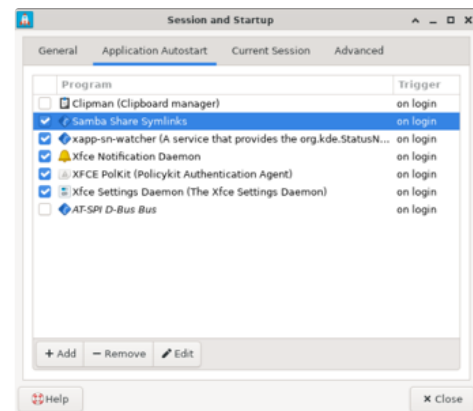 Session and Startup
General Application Autostart Current Session Advanced
Program Trigger
Clipman (Clipboard manager) on login
Samba Share Symlinks on login
xapp-sn-watcher (A service that provides the org.kde.StatusN... on login
Xfce Notification Daemon on login
XFCE PolKit (Policykit Authentication Agent) on login
Xfce Settings Daemon (The Xfce Settings Daemon) on login
AT-SPI D-Bus Bus on login
Add Remove Edit
Help Close